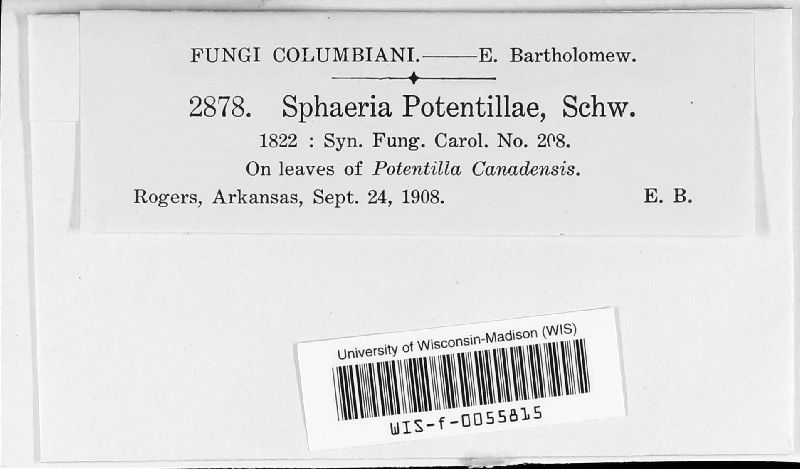 FUNGI COLUMBIANI.——E. Bartholomew.
2878. Sphaeria Potentillae, Schw.
1822 : Syn. Fung. Carol. No. 208.
On leaves of Potentilla Canadensis.
Rogers, Arkansas, Sept. 24, 1908. E. B.
University of Wisconsin-Madison (WIS)
WIS-f-0055815